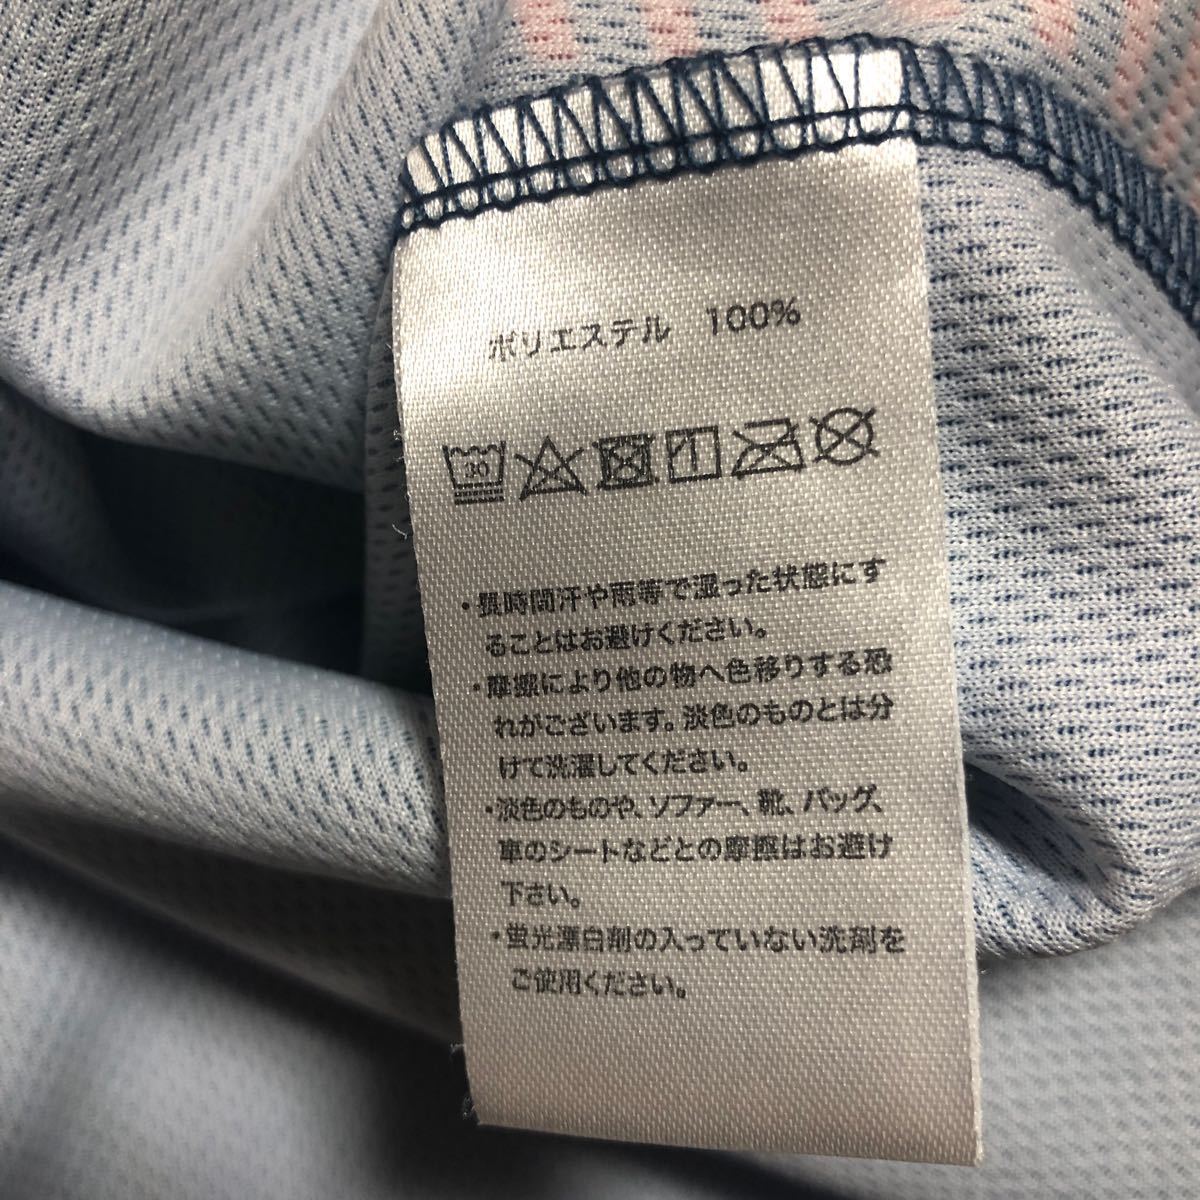 ポリエステル 100%
30
・長時間汗や雨等で湿った状態にす
ることはお避けください。
・摩擦により他の物へ色移りする恐
れがございます。淡色のものとは分
けて洗濯してください。
・淡色のものや、ソファー、靴、バッグ、
車のシートなどとの摩擦はお避け
下さい。
・蛍光漂白剤の入っていない洗剤を
ご使用ください。